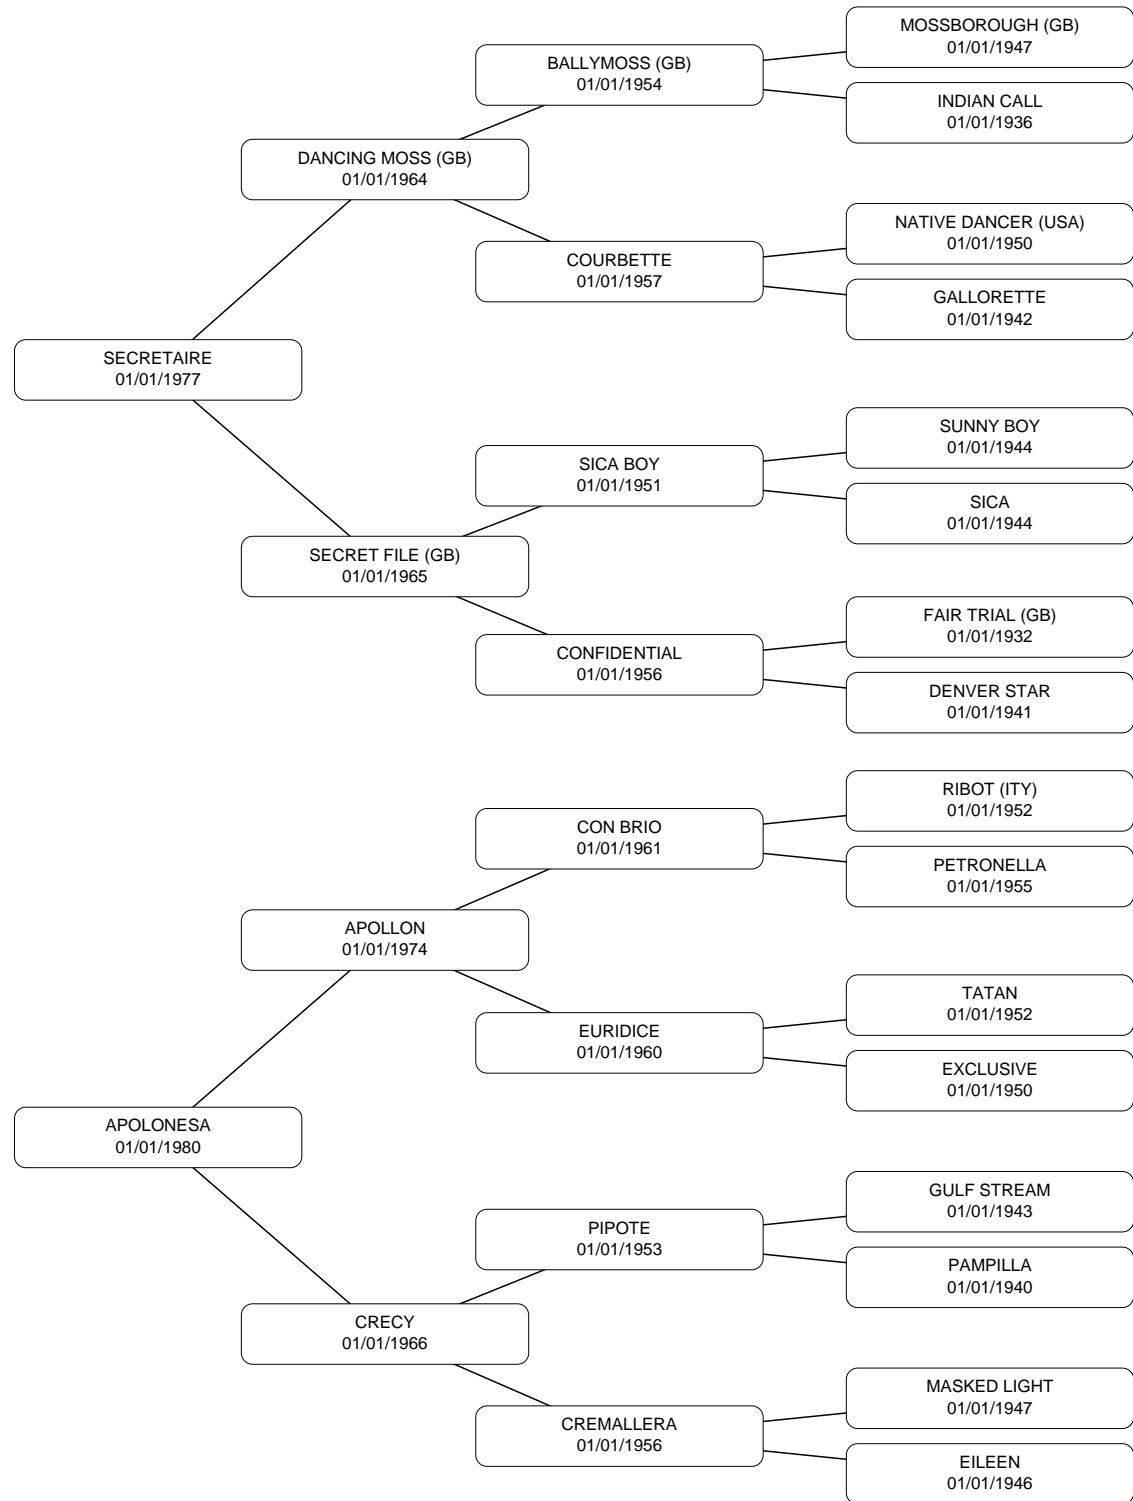 MOSSBOROUGH (GB)
01/01/1947
BALLYMOSS (GB)
01/01/1954
INDIAN CALL
01/01/1936
DANCING MOSS (GB)
01/01/1964
NATIVE DANCER (USA)
01/01/1950
COURBETTE
01/01/1957
GALLORETTE
01/01/1942
SECRETAIRE
01/01/1977
SUNNY BOY
01/01/1944
SICA BOY
01/01/1951
SICA
01/01/1944
SECRET FILE (GB)
01/01/1965
FAIR TRIAL (GB)
01/01/1932
CONFIDENTIAL
01/01/1956
DENVER STAR
01/01/1941
RIBOT (ITY)
01/01/1952
CON BRIO
01/01/1961
PETRONELLA
01/01/1955
APOLLON
01/01/1974
TATAN
01/01/1952
EURIDICE
01/01/1960
EXCLUSIVE
01/01/1950
APOLONESA
01/01/1980
GULF STREAM
01/01/1943
PIPOTE
01/01/1953
PAMPILLA
01/01/1940
CRECY
01/01/1966
MASKED LIGHT
01/01/1947
CREMALLERA
01/01/1956
EILEEN
01/01/1946